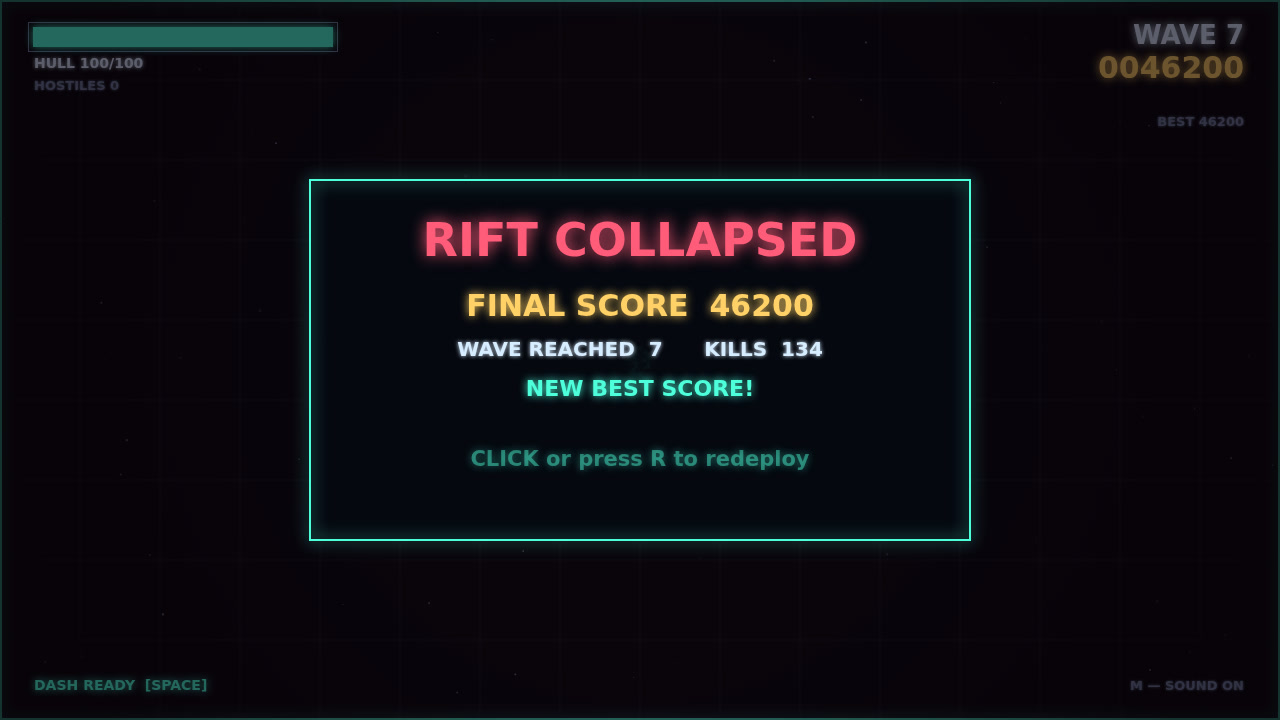 HULL 100/100
HOSTILES 0
WAVE 7
0046200
BEST 46200
RIFT COLLAPSED
FINAL SCORE 46200
WAVE REACHED 7 KILLS 134
NEW BEST SCORE!
CLICK or press R to redeploy
DASH READY [SPACE]
M — SOUND ON